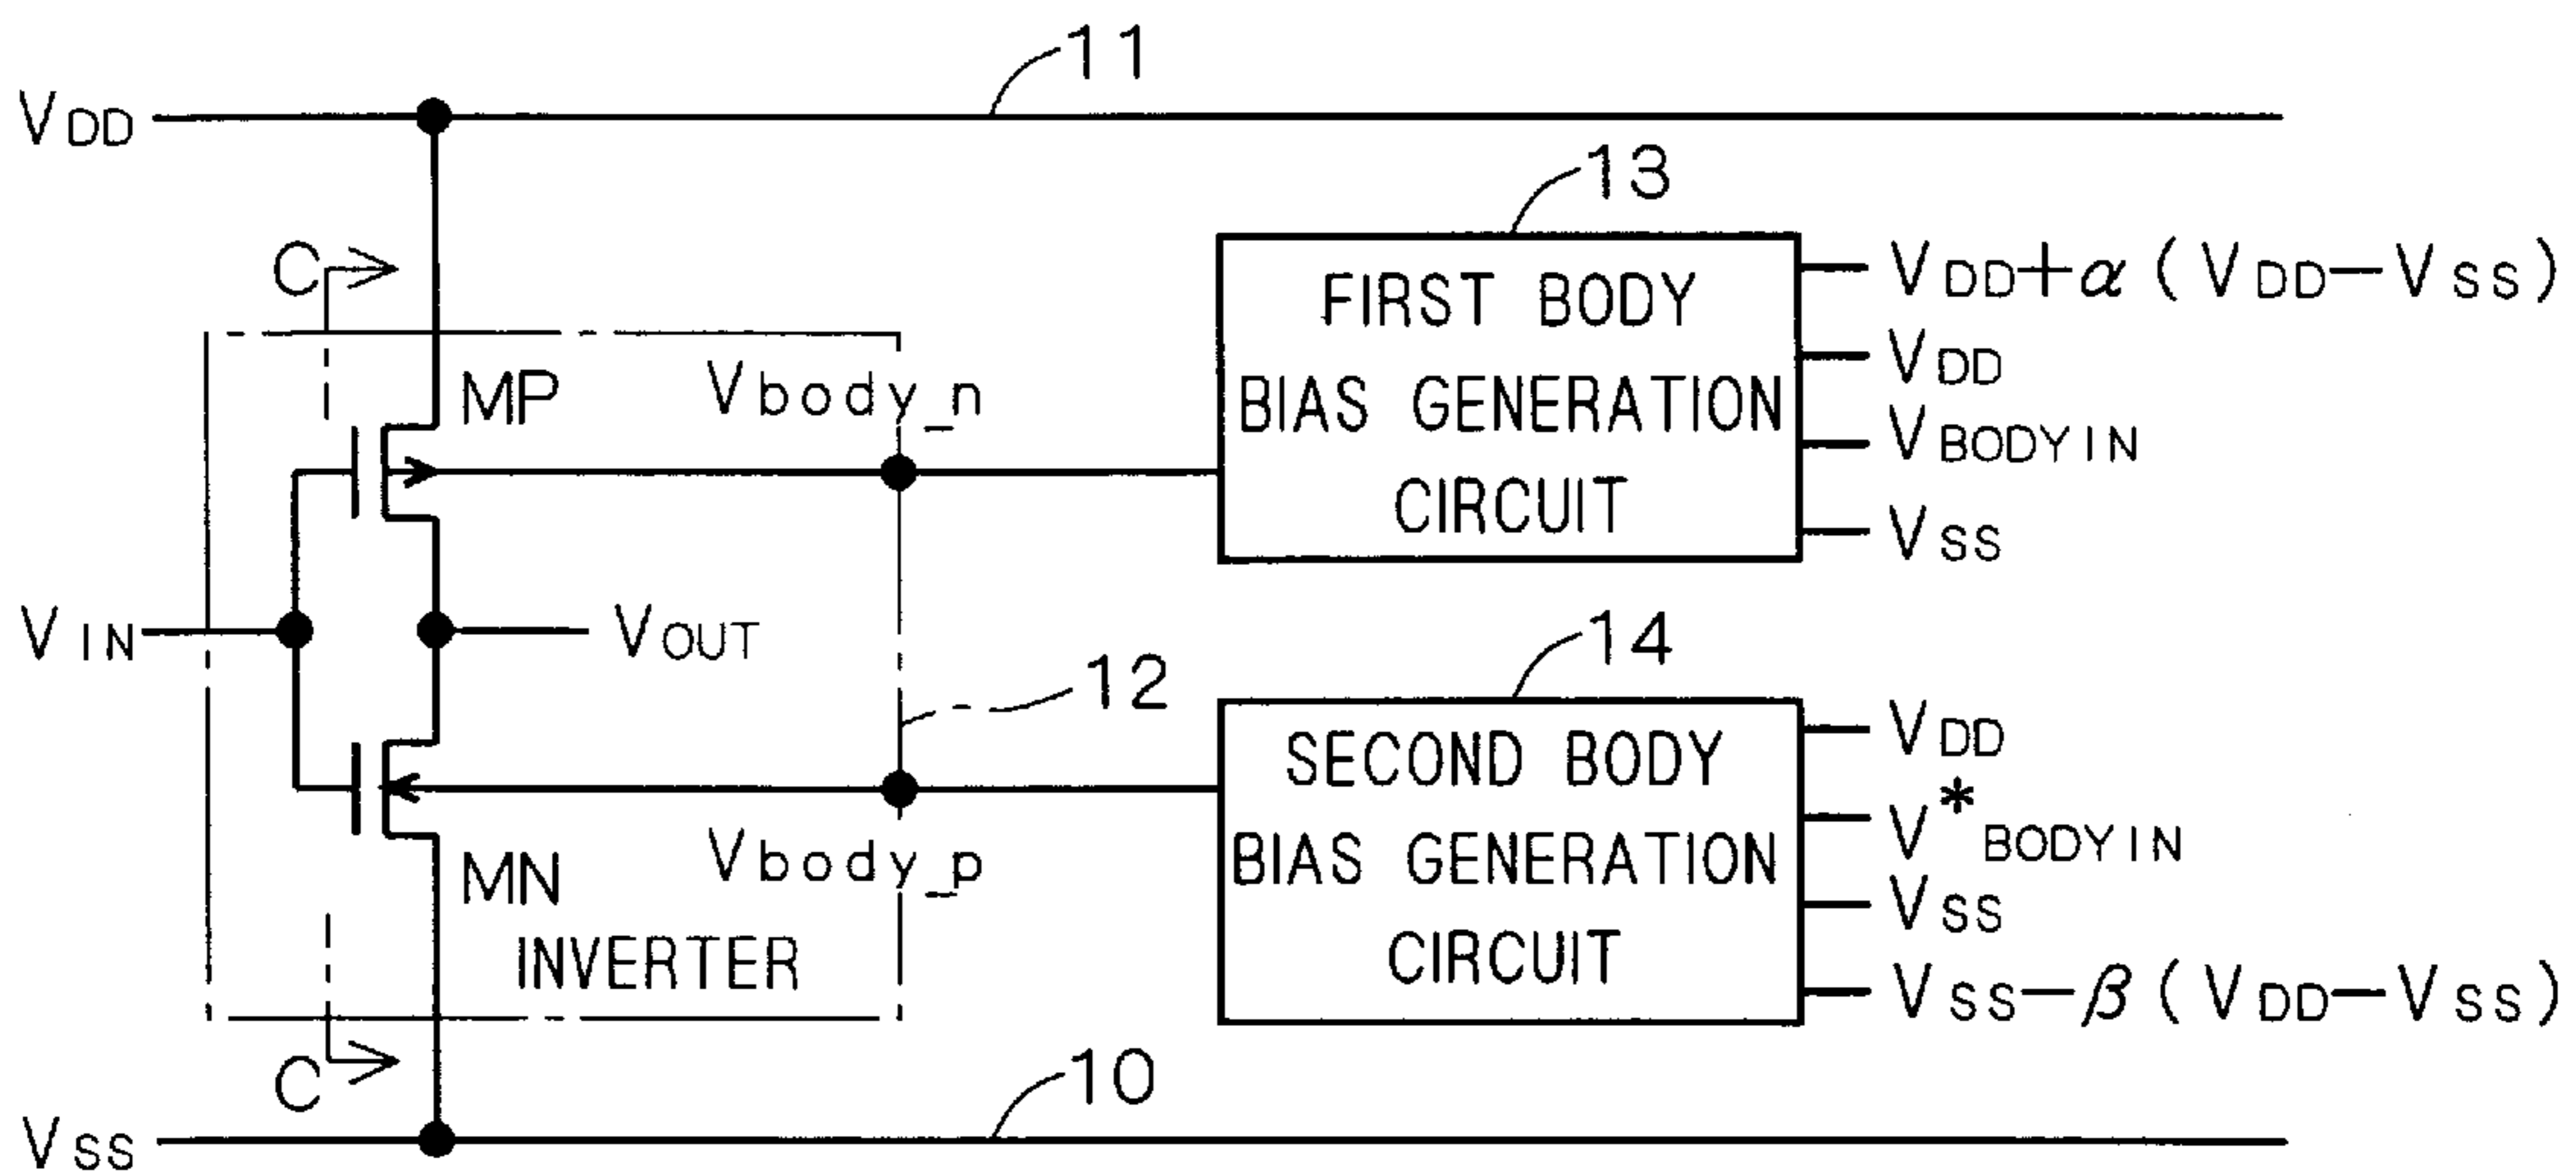 11
VDD
13
VDD+α(VDD−VSS)
C
FIRST BODY
VDD
MP
Vbody_n
BIAS GENERATION
VBODYIN
CIRCUIT
VSS
VIN
VOUT
14
12
VDD
SECOND BODY
V*BODYIN
MN
Vbody_p
BIAS GENERATION
VSS
INVERTER
CIRCUIT
VSS−β(VDD−VSS)
C
10
VSS